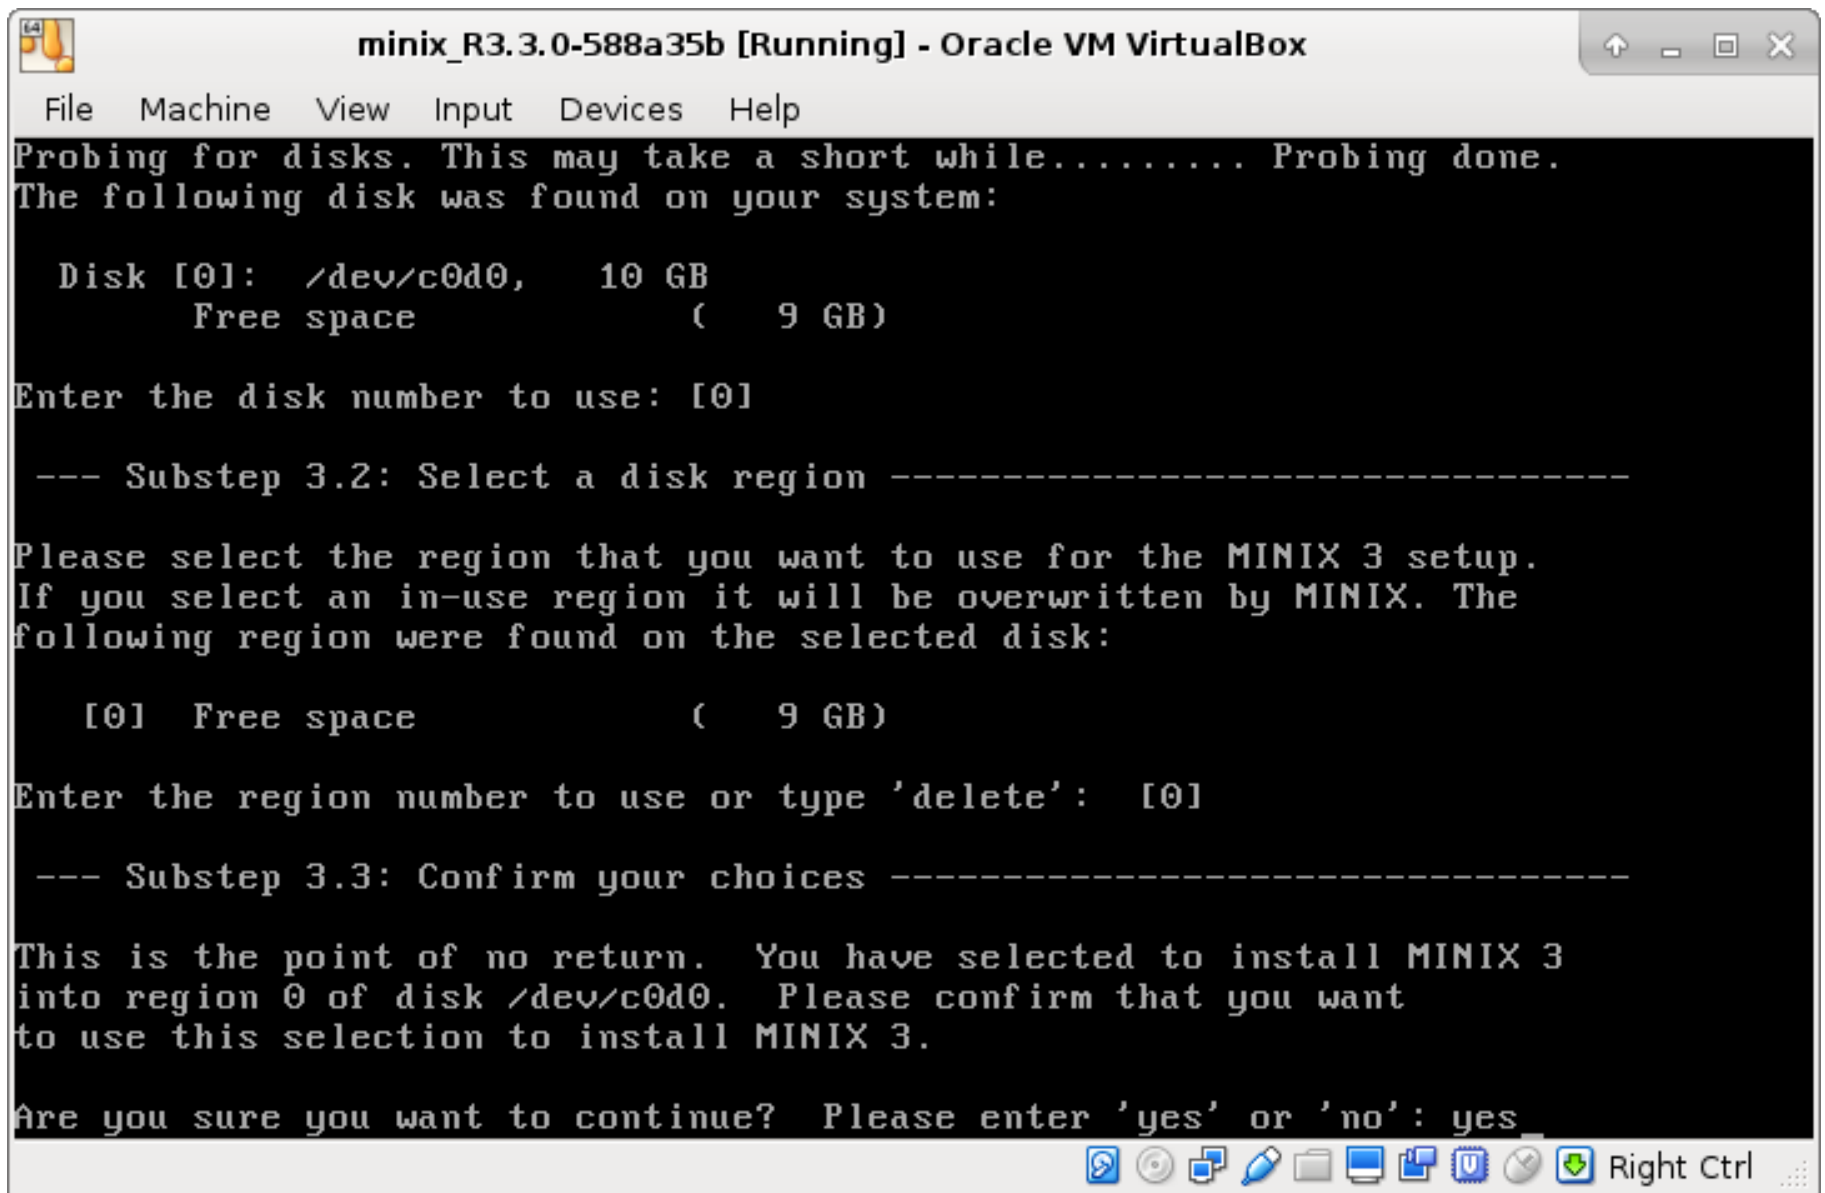 64
minix_R3.3.0-588a35b [Running] - Oracle VM VirtualBox
File Machine View Input Devices Help
Probing for disks. This may take a short while......... Probing done.
The following disk was found on your system:
Disk [0]: /dev/c0d0, 10 GB
Free space ( 9 GB)
Enter the disk number to use: [0]
--- Substep 3.2: Select a disk region ---------------------------------
Please select the region that you want to use for the MINIX 3 setup.
If you select an in-use region it will be overwritten by MINIX. The
following region were found on the selected disk:
[0] Free space ( 9 GB)
Enter the region number to use or type 'delete': [0]
--- Substep 3.3: Confirm your choices ---------------------------------
This is the point of no return. You have selected to install MINIX 3
into region 0 of disk /dev/c0d0. Please confirm that you want
to use this selection to install MINIX 3.
Are you sure you want to continue? Please enter 'yes' or 'no': yes_
Right Ctrl